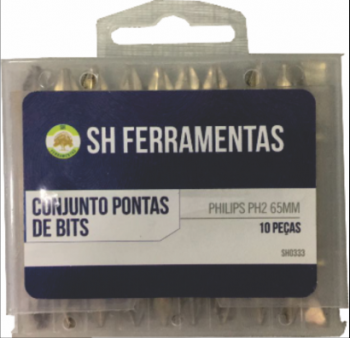 SH FERRAMENTAS
CONJUNTO PONTAS
DE BITS
PHILIPS PH2 65MM
10 PEÇAS
SH0333